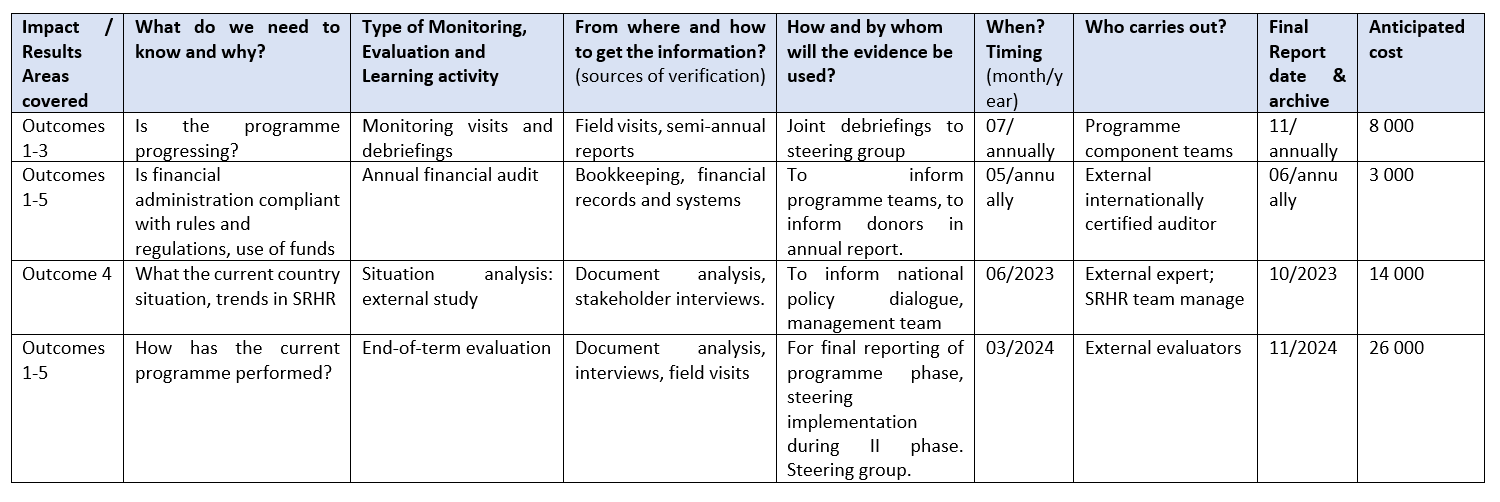 Impact / Results Areas covered
What do we need to know and why?
Type of Monitoring, Evaluation and Learning activity
From where and how to get the information? (sources of verification)
How and by whom will the evidence be used?
When? Timing (month/year)
Who carries out?
Final Report date & archive
Anticipated cost
Outcomes 1-3
Is the programme progressing?
Monitoring visits and debriefings
Field visits, semi-annual reports
Joint debriefings to steering group
07/ annually
Programme component teams
11/ annually
8 000
Outcomes 1-5
Is financial administration compliant with rules and regulations, use of funds
Annual financial audit
Bookkeeping, financial records and systems
To inform programme teams, to inform donors in annual report.
05/annually
External internationally certified auditor
06/annually
3 000
Outcome 4
What the current country situation, trends in SRHR
Situation analysis: external study
Document analysis, stakeholder interviews.
To inform national policy dialogue, management team
06/2023
External expert; SRHR team manage
10/2023
14 000
Outcomes 1-5
How has the current programme performed?
End-of-term evaluation
Document analysis, interviews, field visits
For final reporting of programme phase, steering implementation during II phase. Steering group.
03/2024
External evaluators
11/2024
26 000